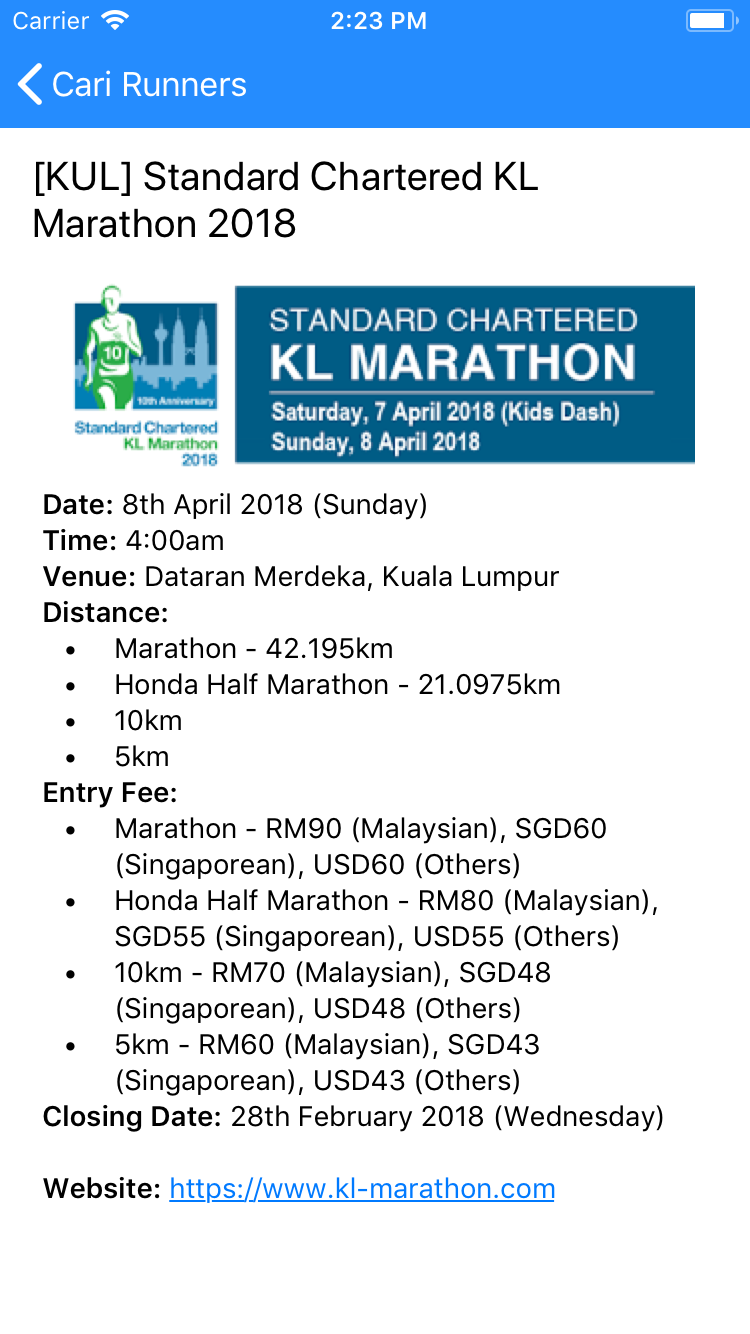 Carrier 2:23 PM
Cari Runners
[KUL] Standard Chartered KL
Marathon 2018
10
10th Anniversary
Standard Chartered
KL Marathon
2018
STANDARD CHARTERED
KL MARATHON
Saturday, 7 April 2018 (Kids Dash)
Sunday, 8 April 2018
Date: 8th April 2018 (Sunday)
Time: 4:00am
Venue: Dataran Merdeka, Kuala Lumpur
Distance:
• Marathon - 42.195km
• Honda Half Marathon - 21.0975km
• 10km
• 5km
Entry Fee:
• Marathon - RM90 (Malaysian), SGD60
(Singaporean), USD60 (Others)
• Honda Half Marathon - RM80 (Malaysian),
SGD55 (Singaporean), USD55 (Others)
• 10km - RM70 (Malaysian), SGD48
(Singaporean), USD48 (Others)
• 5km - RM60 (Malaysian), SGD43
(Singaporean), USD43 (Others)
Closing Date: 28th February 2018 (Wednesday)
Website: https://www.kl-marathon.com